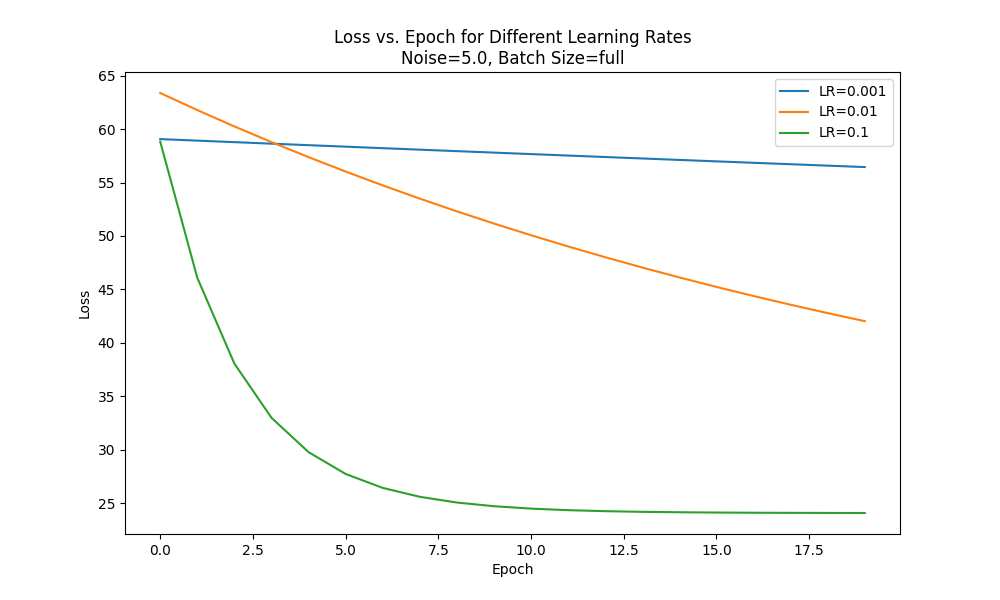 Loss vs. Epoch for Different Learning Rates
Noise=5.0, Batch Size=full
LR=0.001
LR=0.01
LR=0.1
Loss
65
60
55
50
45
40
35
30
25
0.0 2.5 5.0 7.5 10.0 12.5 15.0 17.5
Epoch